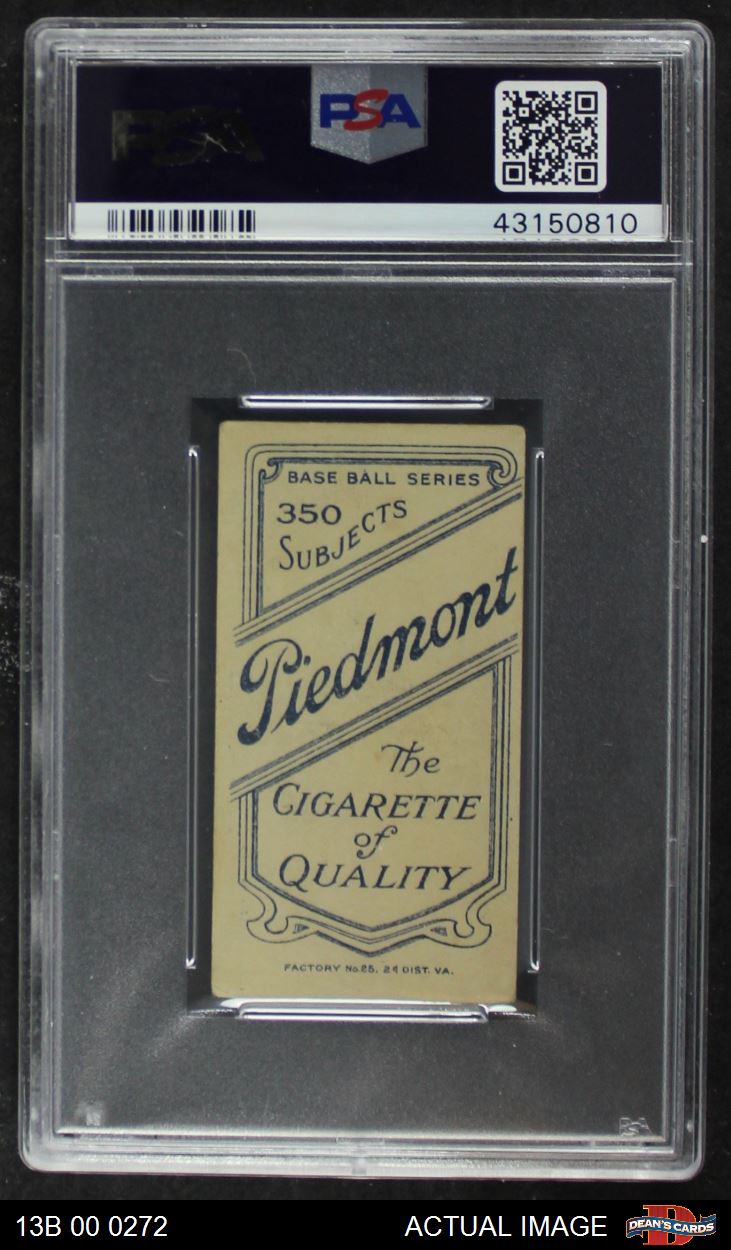 PSA
PSA
43150810
BASE BALL SERIES
350
SUBJECTS
Piedmont
The
CIGARETTE
of
QUALITY
FACTORY No.25. 2d DIST. VA.
PSA
13B 00 0272
ACTUAL IMAGE
DEAN'S CARDS